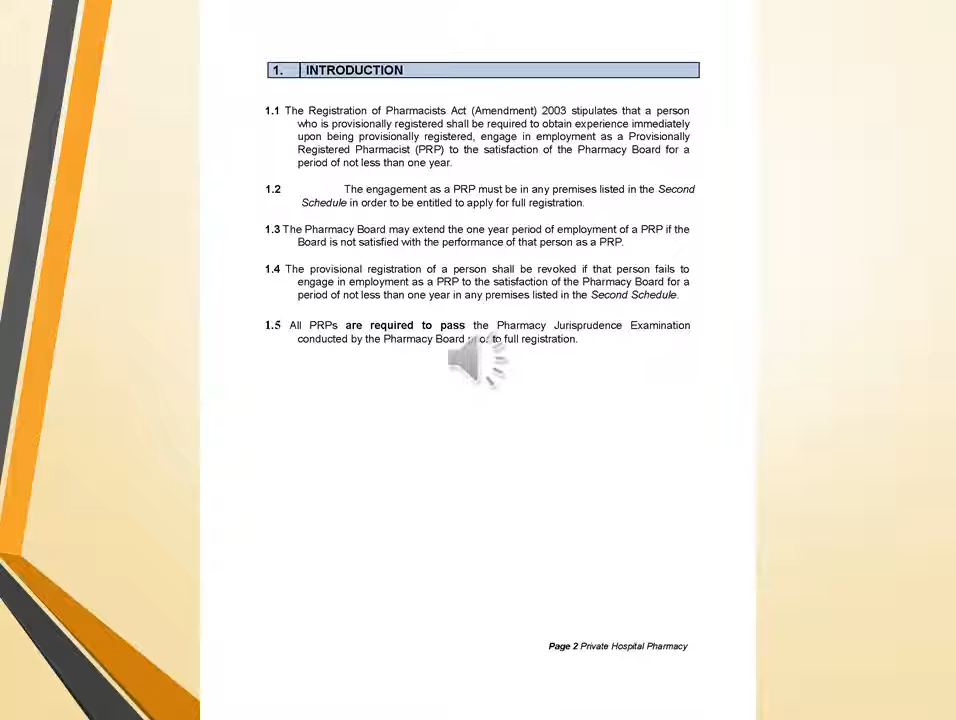 1. INTRODUCTION
1.1 The Registration of Pharmacists Act (Amendment) 2003 stipulates that a person
who is provisionally registered shall be required to obtain experience immediately
upon being provisionally registered, engage in employment as a Provisionally
Registered Pharmacist (PRP) to the satisfaction of the Pharmacy Board for a
period of not less than one year.
1.2 The engagement as a PRP must be in any premises listed in the Second
Schedule in order to be entitled to apply for full registration.
1.3 The Pharmacy Board may extend the one year period of employment of a PRP if the
Board is not satisfied with the performance of that person as a PRP.
1.4 The provisional registration of a person shall be revoked if that person fails to
engage in employment as a PRP to the satisfaction of the Pharmacy Board for a
period of not less than one year in any premises listed in the Second Schedule.
1.5 All PRPs are required to pass the Pharmacy Jurisprudence Examination
conducted by the Pharmacy Board to full registration.
Page 2 Private Hospital Pharmacy